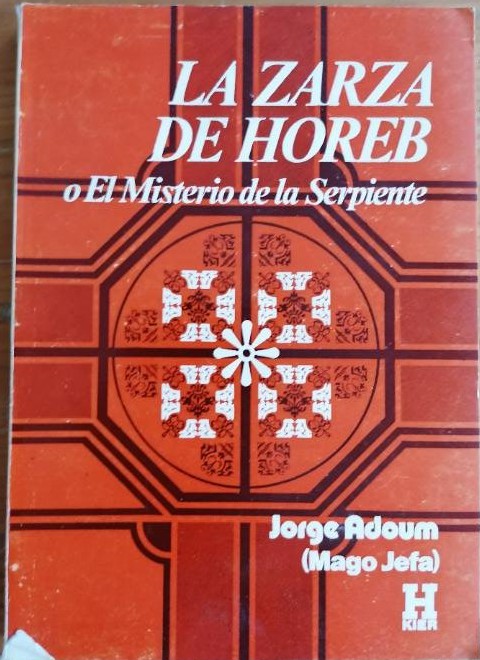 LA ZARZA
DE HOREB
o El Misterio de la Serpiente
Jorge Adoum
(Mago Jefa)
H
KIER